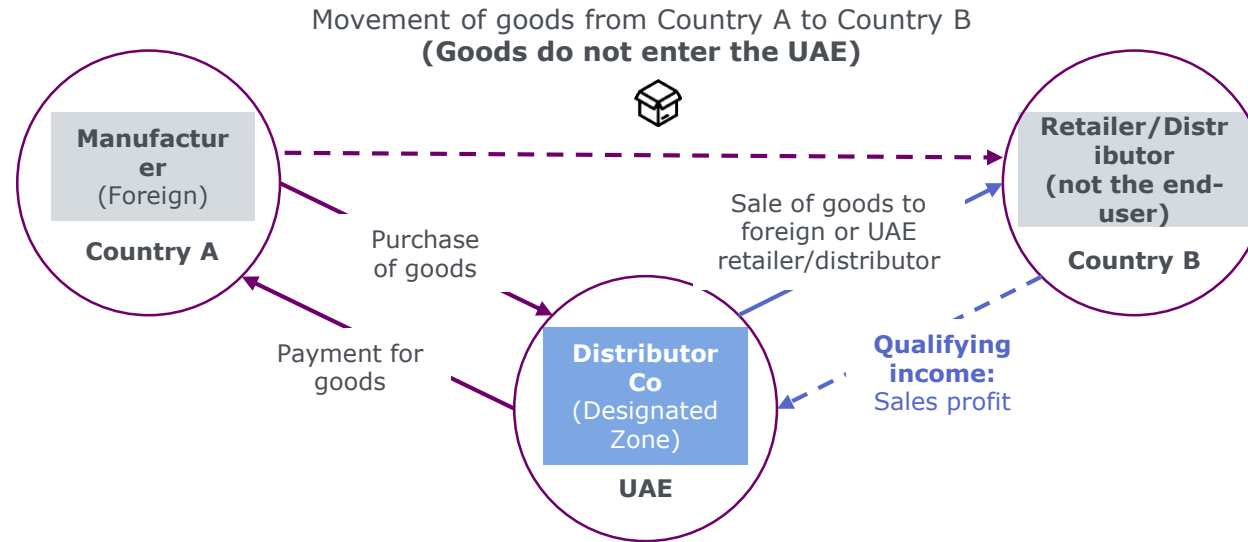 Movement of goods from Country A to Country B
(Goods do not enter the UAE)
Manufactur
er
(Foreign)
Country A
Retailer/Distr
ibutor
(not the end-
user)
Country B
Purchase
of goods
Sale of goods to
foreign or UAE
retailer/distributor
Payment for
goods
Distributor
Co
(Designated
Zone)
UAE
Qualifying
income:
Sales profit